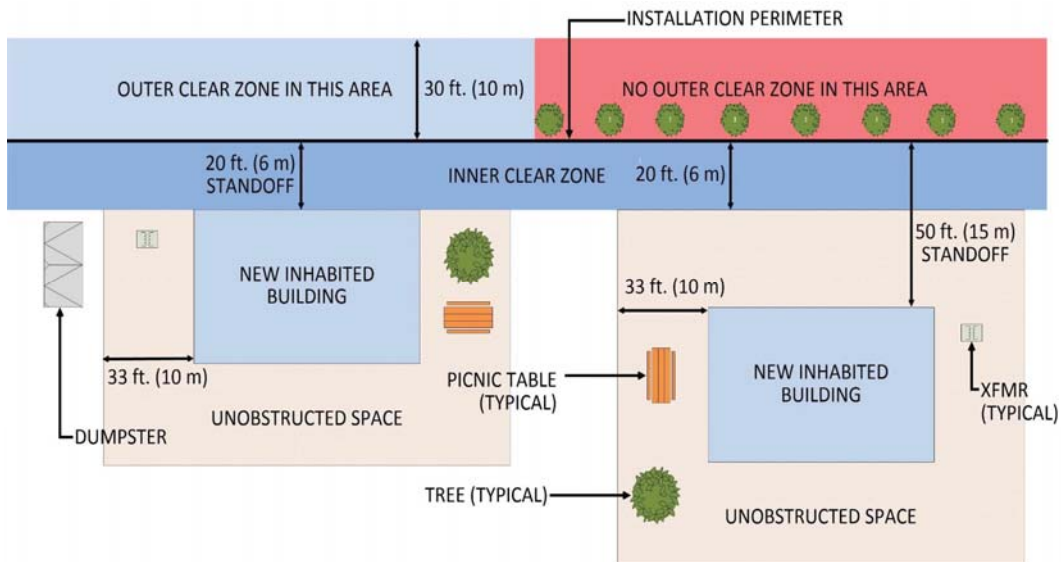 INSTALLATION PERIMETER
OUTER CLEAR ZONE IN THIS AREA
30 ft. (10 m)
NO OUTER CLEAR ZONE IN THIS AREA
20 ft. (6 m)
STANDOFF
INNER CLEAR ZONE
20 ft. (6 m)
50 ft. (15 m)
STANDOFF
NEW INHABITED
BUILDING
33 ft. (10 m)
33 ft. (10 m)
PICNIC TABLE
(TYPICAL)
NEW INHABITED
BUILDING
XFMR
(TYPICAL)
UNOBSTRUCTED SPACE
DUMPSTER
TREE (TYPICAL)
UNOBSTRUCTED SPACE